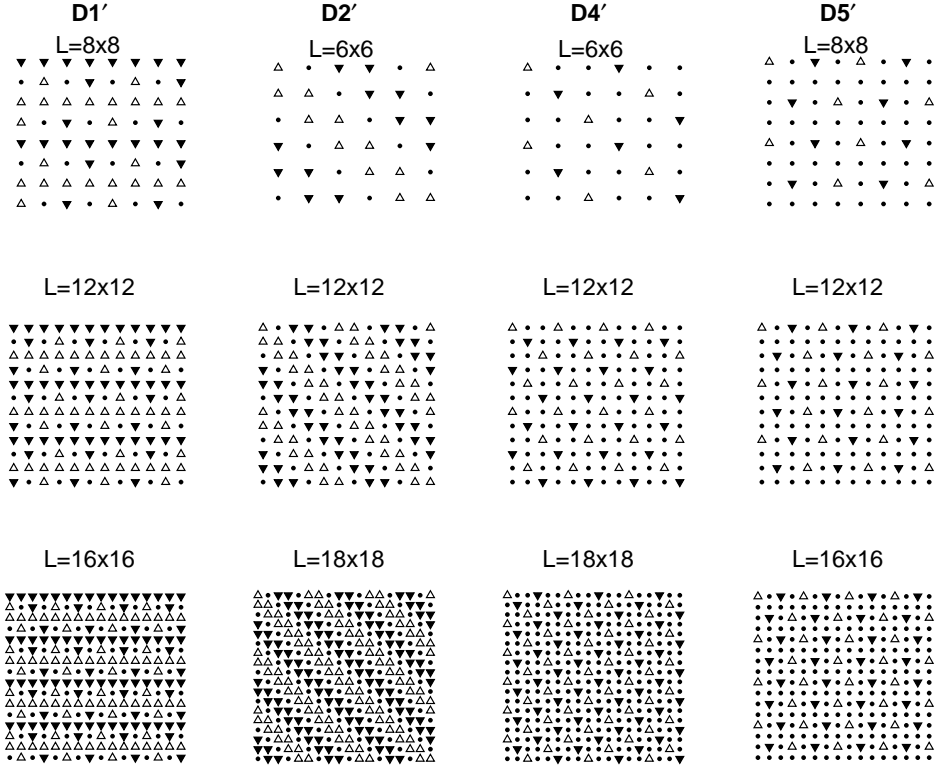 D1′ D2′ D4′ D5′
L=8x8 L=6x6 L=6x6 L=8x8
L=12x12 L=12x12 L=12x12 L=12x12
L=16x16 L=18x18 L=18x18 L=16x16